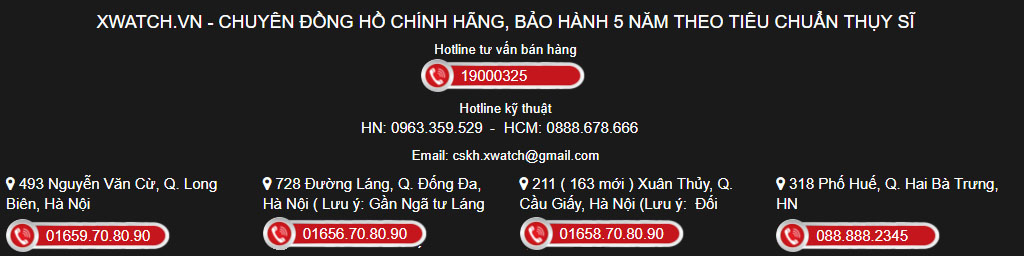 XWATCH.VN - CHUYÊN ĐỒNG HỒ CHÍNH HÃNG, BẢO HÀNH 5 NĂM THEO TIÊU CHUẨN THỤY SĨ
Hotline tư vấn bán hàng
19000325
Hotline kỹ thuật
HN: 0963.359.529 - HCM: 0888.678.666
Email: cskh.xwatch@gmail.com
493 Nguyễn Văn Cừ, Q. Long
Biên, Hà Nội
01659.70.80.90
728 Đường Láng, Q. Đống Đa,
Hà Nội ( Lưu ý: Gần Ngã tư Láng
01656.70.80.90
211 ( 163 mới ) Xuân Thủy, Q.
Cầu Giấy, Hà Nội (Lưu ý: Đối
01658.70.80.90
318 Phố Huế, Q. Hai Bà Trưng,
HN
088.888.2345